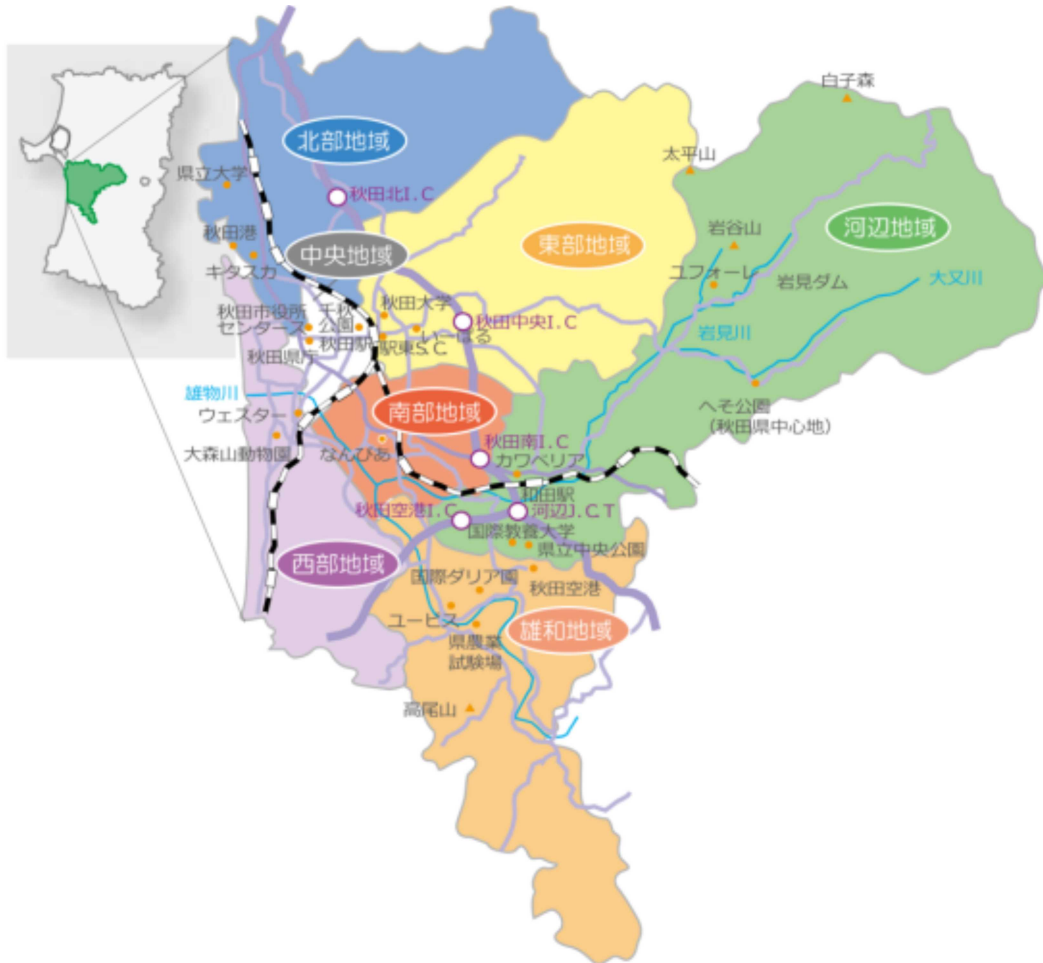 白子森
北部地域
太平山
県立大学
秋田北I.C
岩谷山
河辺地域
秋田港
中央地域
東部地域
キタスカ
ユフォーレ
岩見ダム
大又川
秋田大学
秋田市役所
センタース
千秋
公園
秋田中央I.C
いーぱる
岩見川
秋田駅
駅東S.C
秋田県庁
雄物川
へそ公園
(秋田県中心地)
ウェスター
南部地域
大森山動物園
なんぴあ
秋田南I.C
カワベリア
和田駅
秋田空港I.C
河辺J.C.T
国際教養大学
県立中央公園
西部地域
国際ダリア園
秋田空港
ユービス
雄和地域
県農業
試験場
高尾山